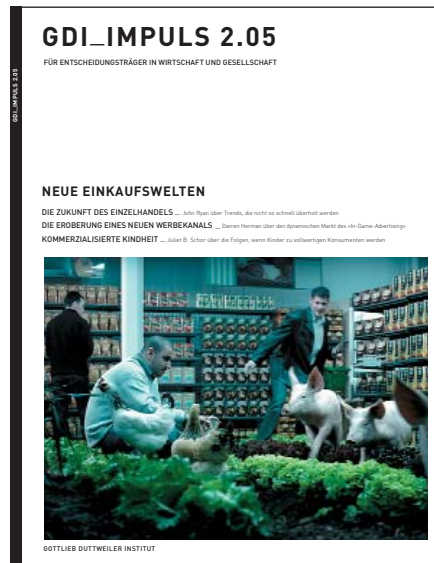 GDI_IMPULS 2.05
GDI_IMPULS 2.05
FÜR ENTSCHEIDUNGSTRÄGER IN WIRTSCHAFT UND GESELLSCHAFT
NEUE EINKAUFSWELTEN
DIE ZUKUNFT DES EINZELHANDELS _ John Ryan über Trends, die nicht so schnell überholt werden
DIE EROBERUNG EINES NEUEN WERBEKANALS _ Darren Herman über den dynamischen Markt des «In-Game-Advertising»
KOMMERZIALISIERTE KINDHEIT _ Juliet B. Schor über die Folgen, wenn Kinder zu vollwertigen Konsumenten werden
GOTTLIEB DUTTWEILER INSTITUT